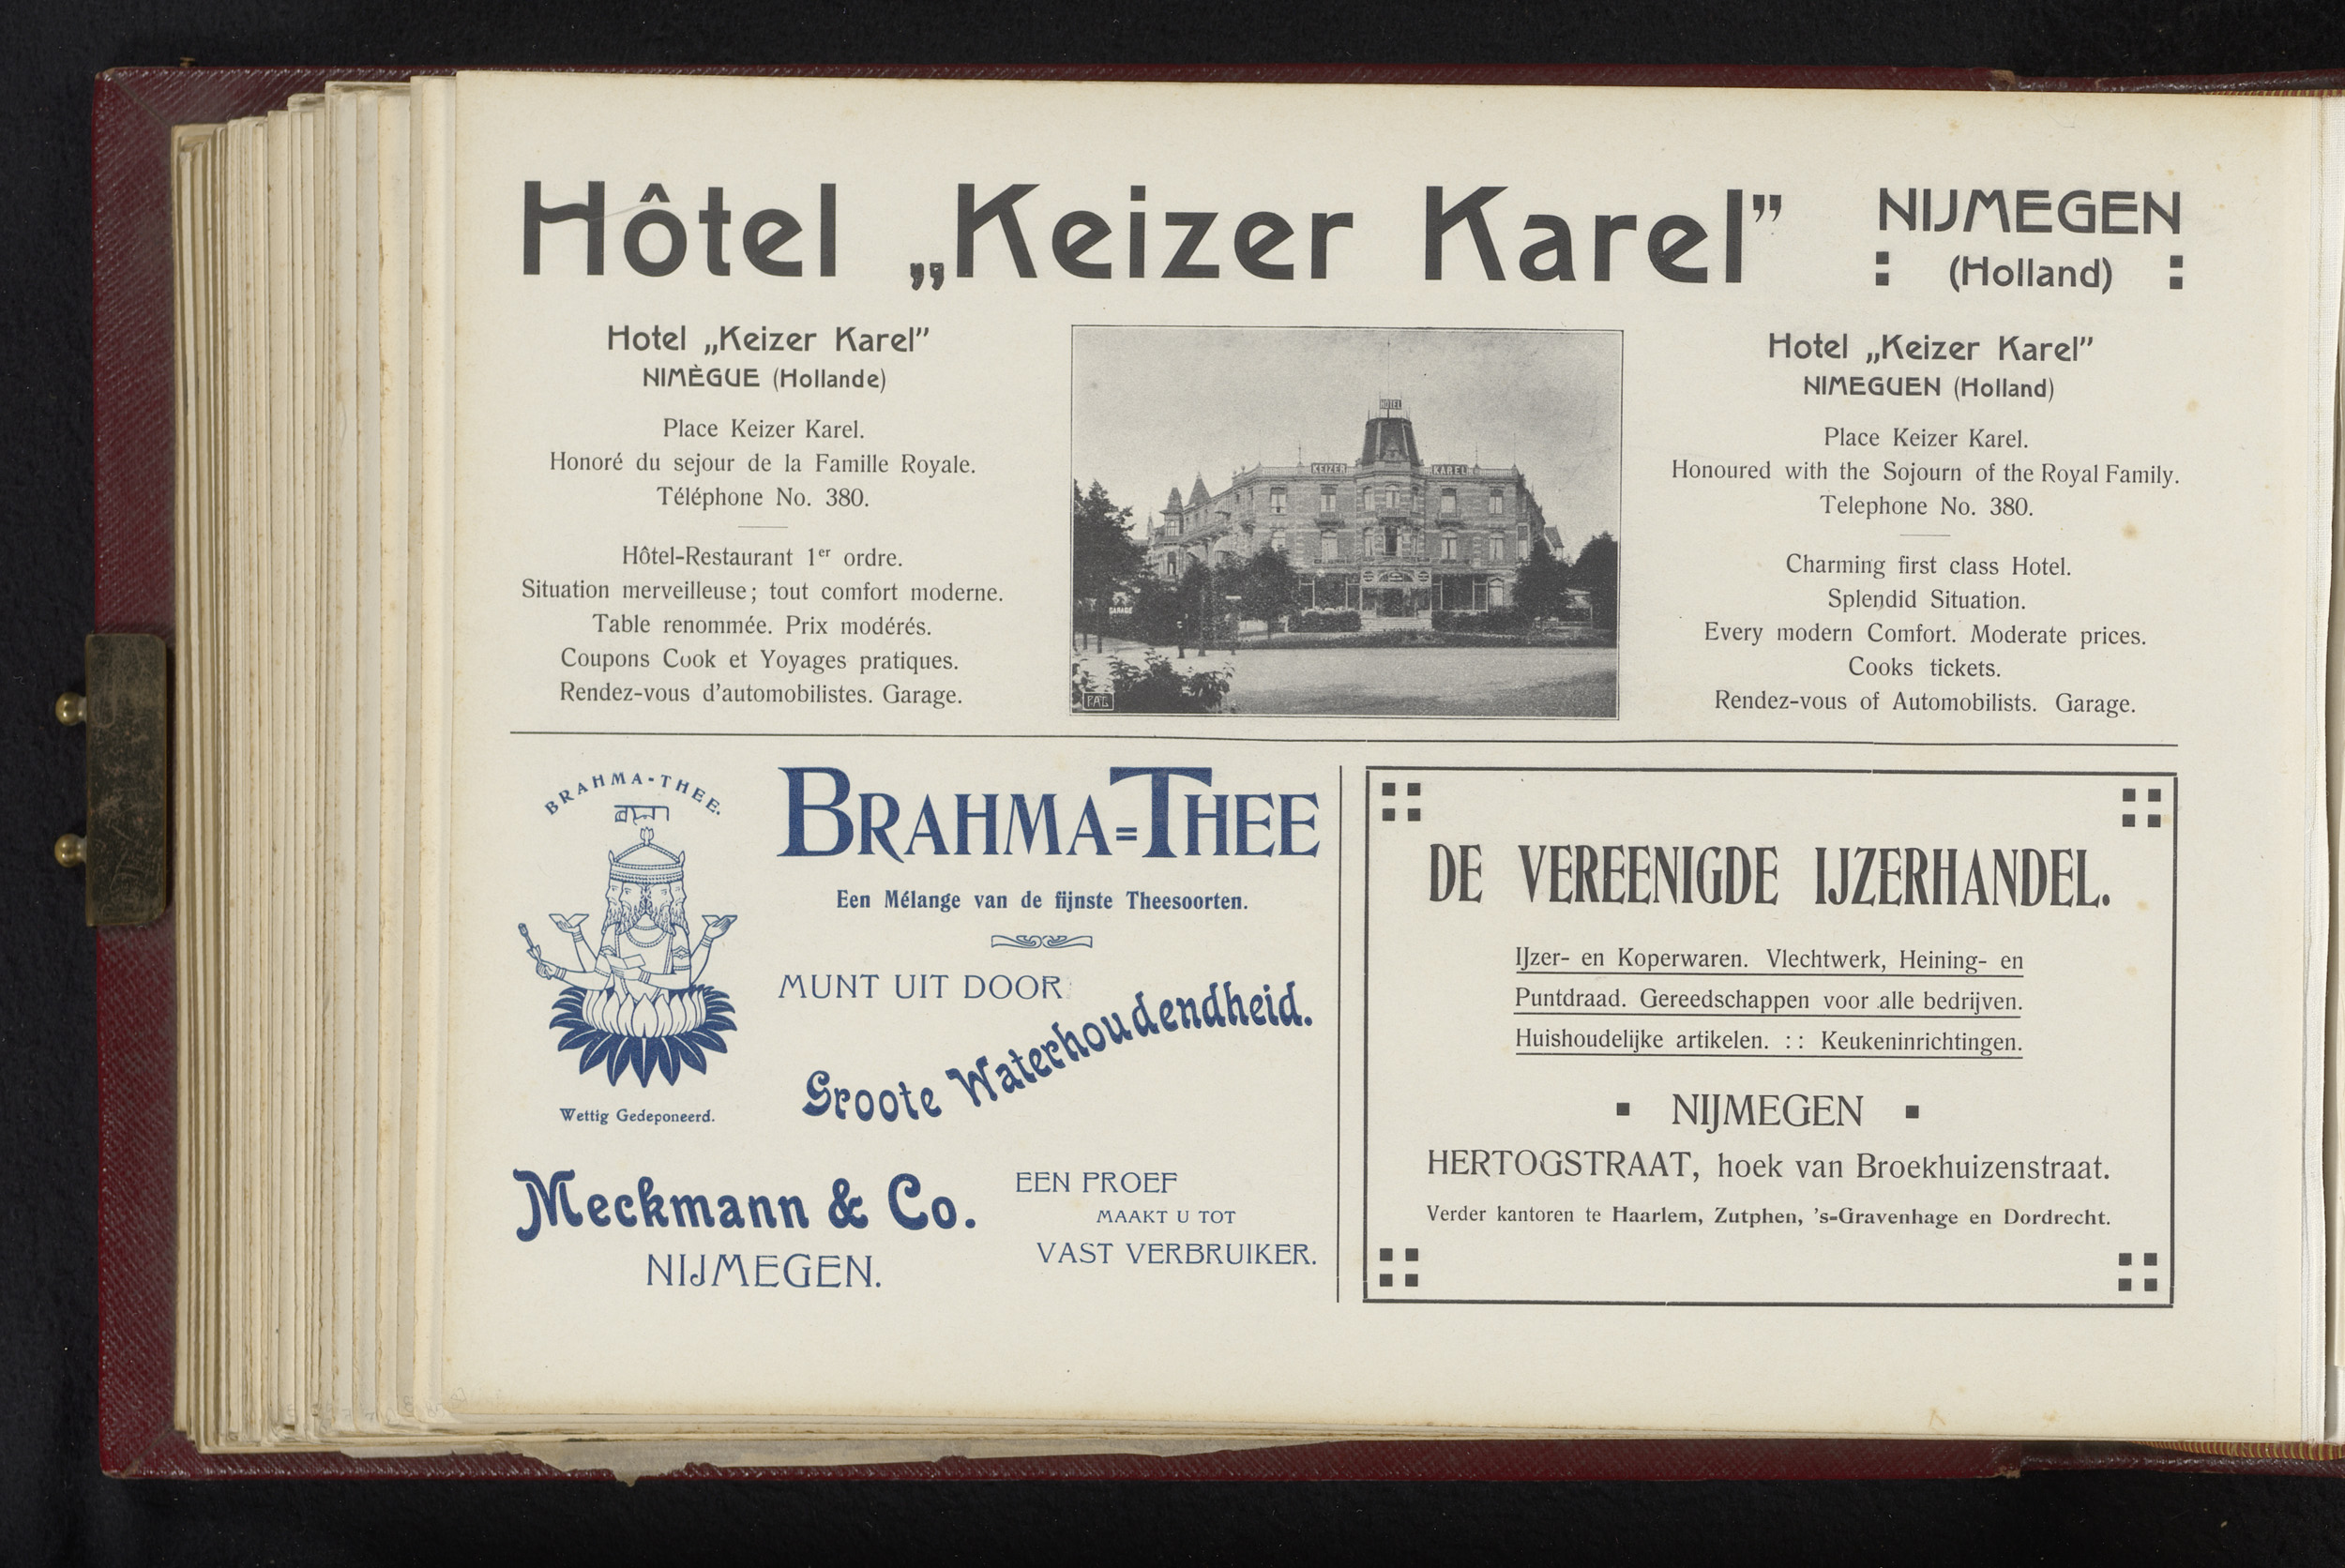 Hôtel „Keizer Karel”
NIJMEGEN
(Holland)
Hotel „Keizer Karel”
NIMÈGUE (Hollande)
Place Keizer Karel.
Honoré du sejour de la Famille Royale.
Téléphone No. 380.
Hôtel-Restaurant 1er ordre.
Situation merveilleuse; tout comfort moderne.
Table renommée. Prix modérés.
Coupons Cook et Yoyages pratiques.
Rendez-vous d'automobilistes. Garage.
HOTEL
KEIZER KAREL
GARAGE
Hotel „Keizer Karel”
NIMEGUEN (Holland)
Place Keizer Karel.
Honoured with the Sojourn of the Royal Family.
Telephone No. 380.
Charming first class Hotel.
Splendid Situation.
Every modern Comfort. Moderate prices.
Cooks tickets.
Rendez-vous of Automobilists. Garage.
BRAHMA-THEE.
Wettig Gedeponeerd.
BRAHMA=THEE
Een Mélange van de fijnste Theesoorten.
MUNT UIT DOOR
Groote Waterhoudendheid.
Meckmann & Co.
NIJMEGEN.
EEN PROEF
MAAKT U TOT
VAST VERBRUIKER.
DE VEREENIGDE IJZERHANDEL.
IJzer- en Koperwaren. Vlechtwerk, Heining- en
Puntdraad. Gereedschappen voor alle bedrijven.
Huishoudelijke artikelen. :: Keukeninrichtingen.
▪ NIJMEGEN ▪
HERTOGSTRAAT, hoek van Broekhuizenstraat.
Verder kantoren te Haarlem, Zutphen, 's=Gravenhage en Dordrecht.